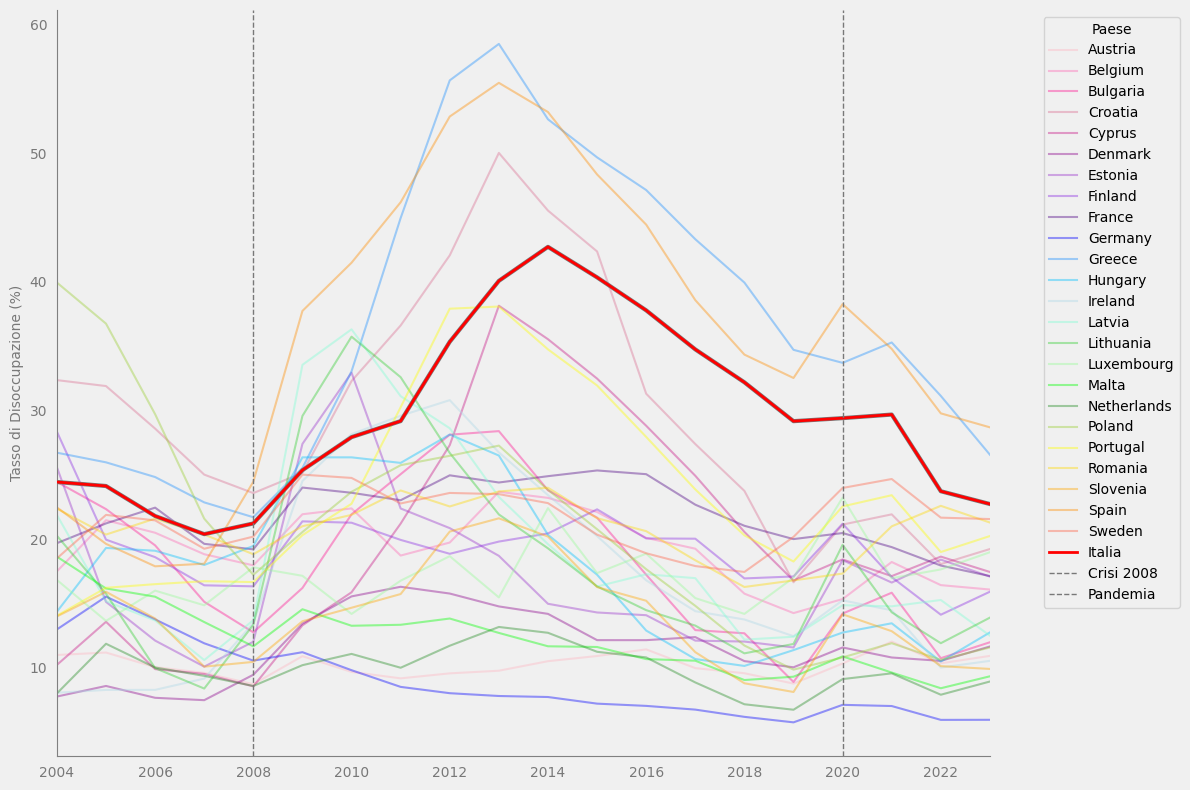 Tasso di Disoccupazione (%)
60
50
40
30
20
10
2004
2006
2008
2010
2012
2014
2016
2018
2020
2022
Paese
Austria
Belgium
Bulgaria
Croatia
Cyprus
Denmark
Estonia
Finland
France
Germany
Greece
Hungary
Ireland
Latvia
Lithuania
Luxembourg
Malta
Netherlands
Poland
Portugal
Romania
Slovenia
Spain
Sweden
Italia
Crisi 2008
Pandemia